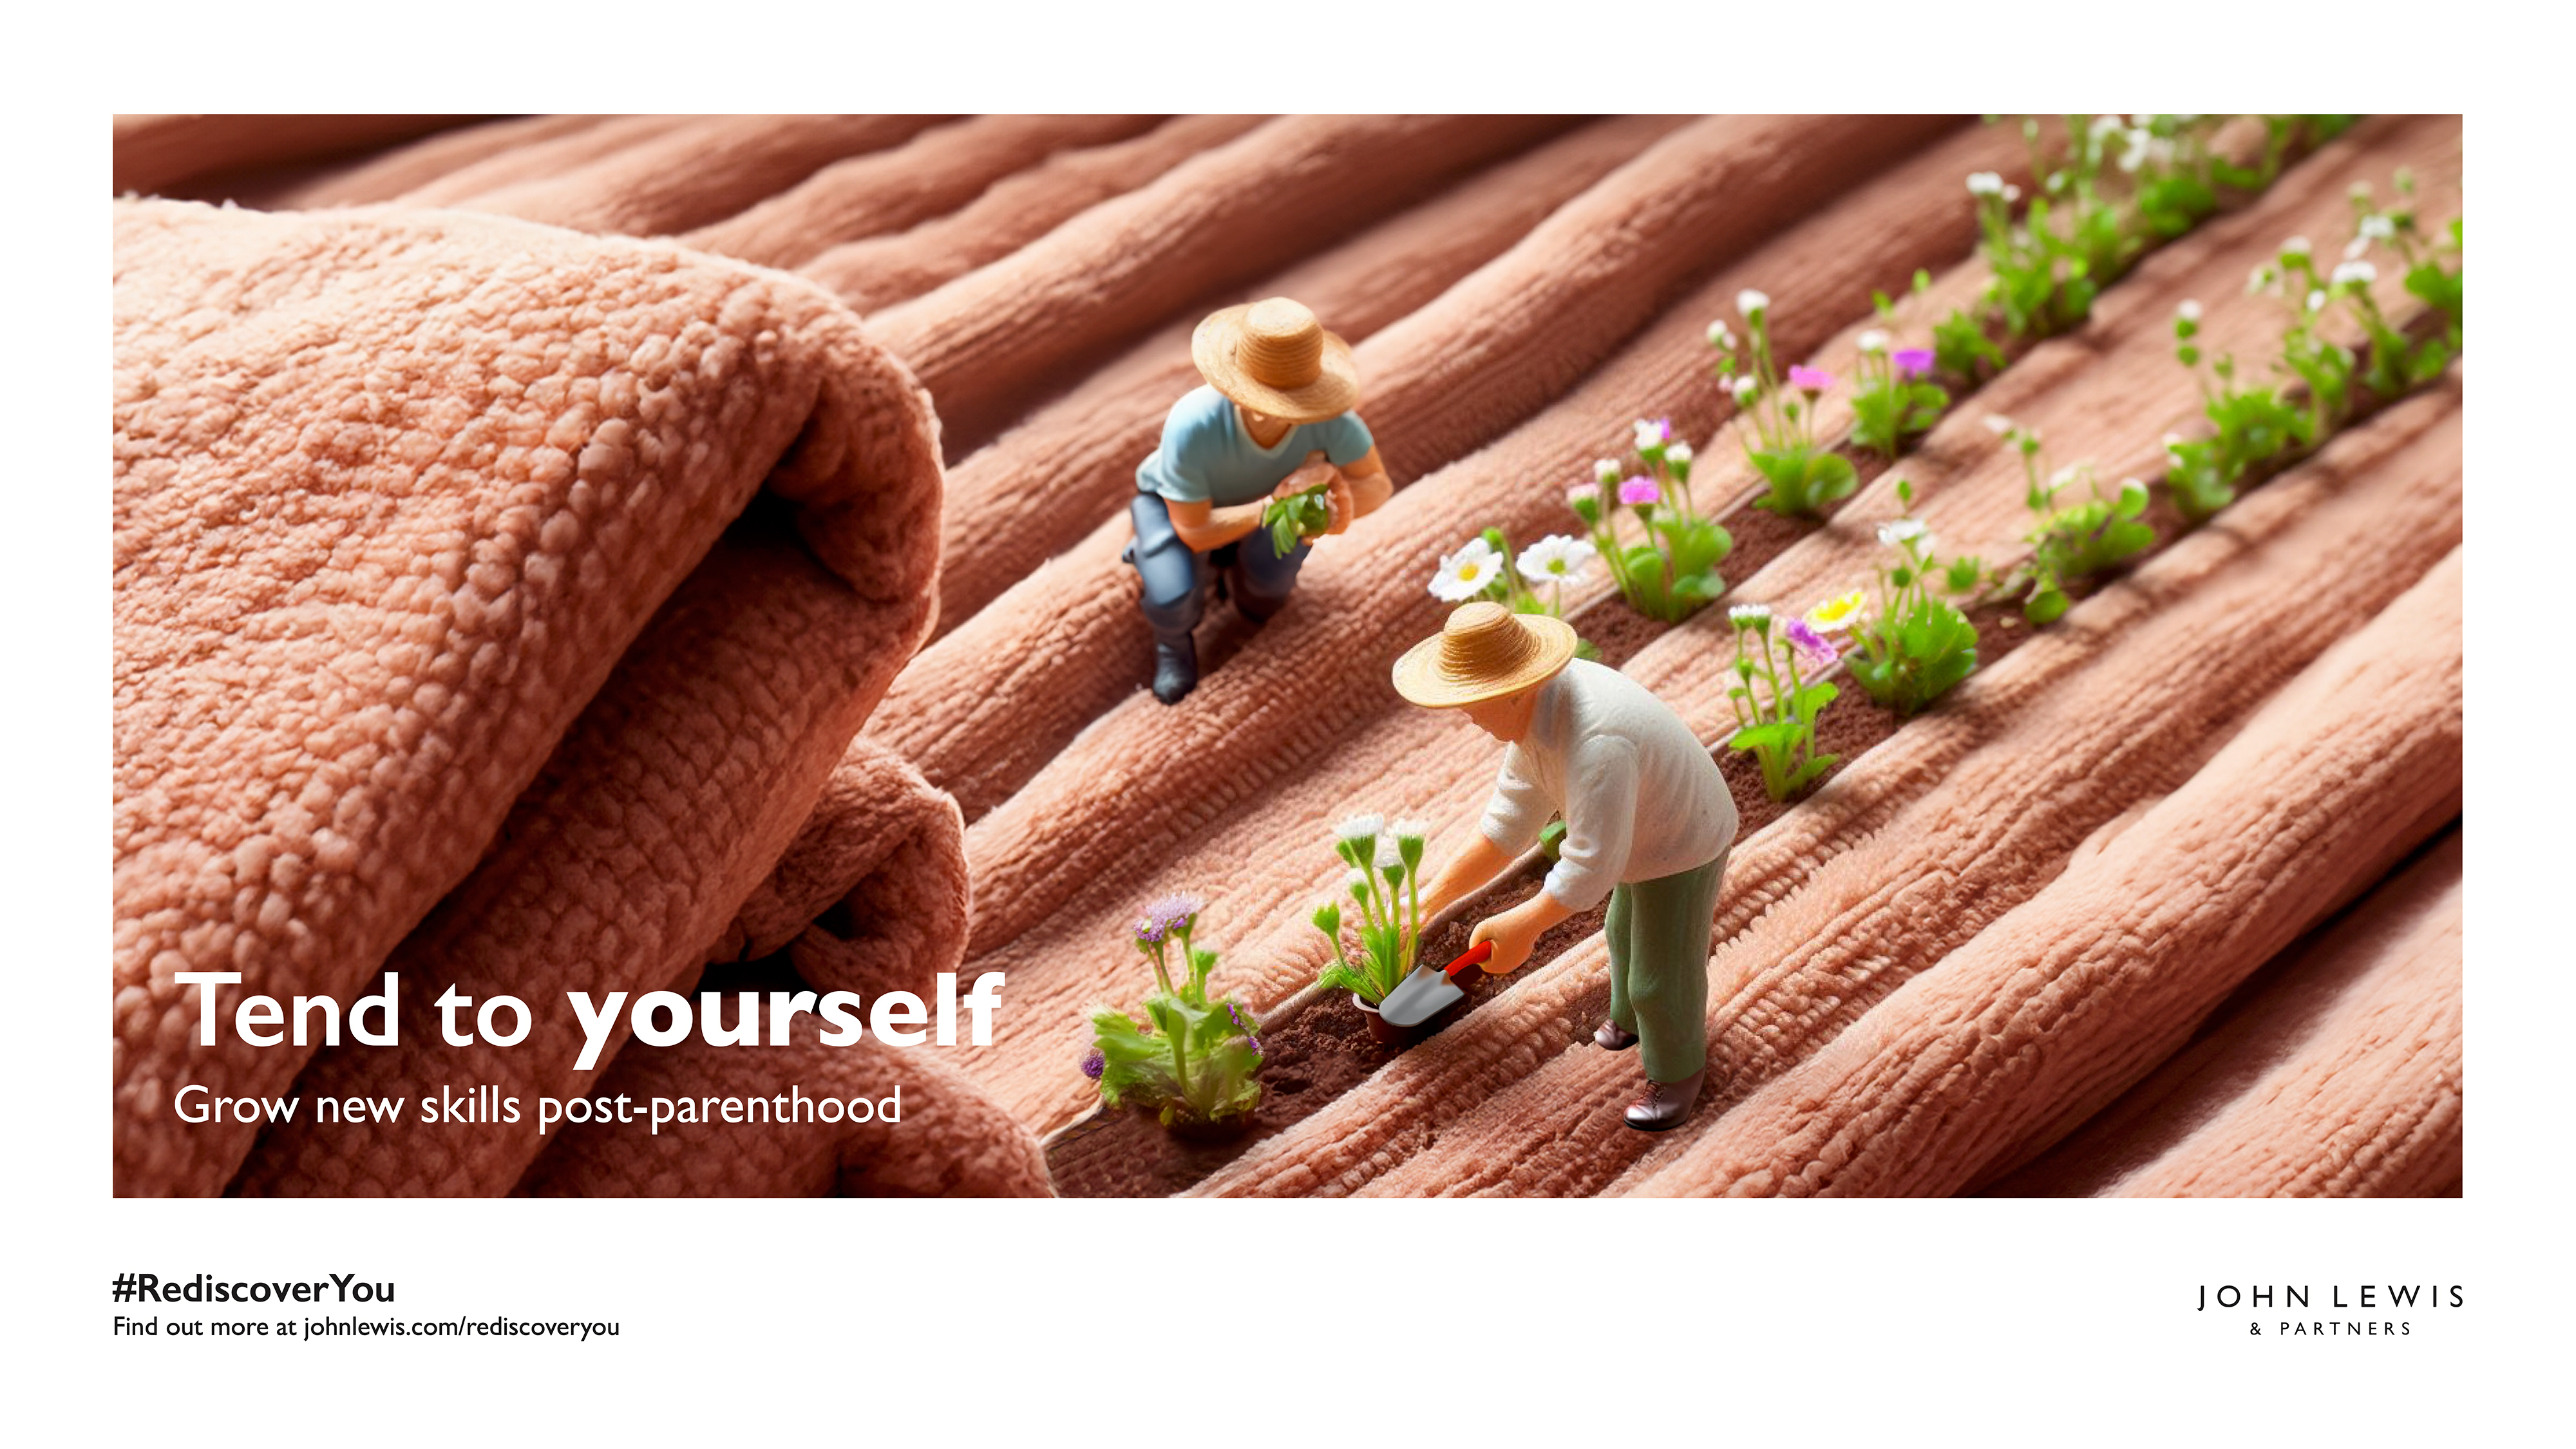 Tend to yourself
Grow new skills post-parenthood
#RediscoverYou
Find out more at johnlewis.com/rediscoveryou
JOHN LEWIS
& PARTNERS